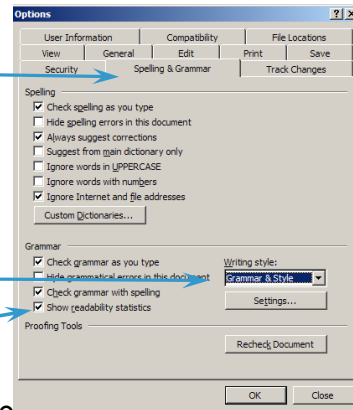 Options
User Information Compatibility File Locations
View General Edit Print Save
Security Spelling & Grammar Track Changes
Spelling
Check spelling as you type
Hide spelling errors in this document
Always suggest corrections
Suggest from main dictionary only
Ignore words in UPPERCASE
Ignore words with numbers
Ignore Internet and file addresses
Custom Dictionaries...
Grammar
Check grammar as you type Writing style:
Hide grammatical errors in this document Grammar & Style
Check grammar with spelling Settings...
Show readability statistics
Proofing Tools
Recheck Document
OK Close